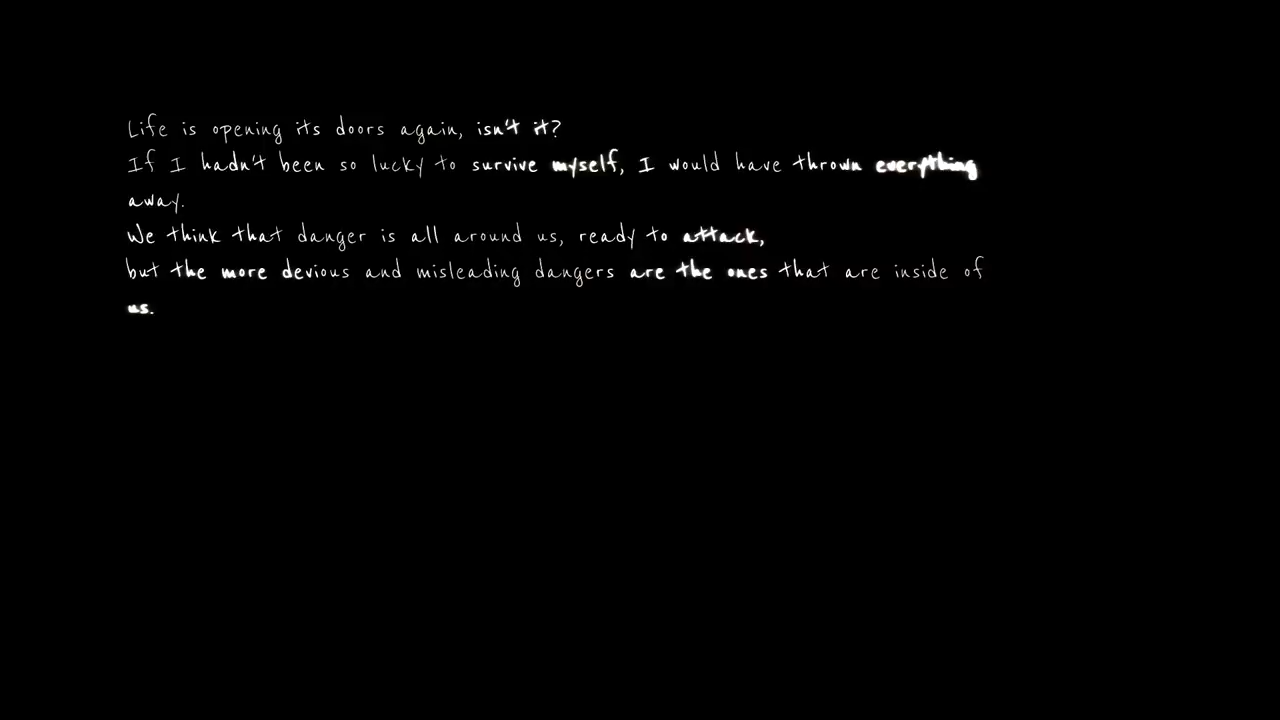 Life is opening its doors again, isn't it?
If I hadn't been so lucky to survive myself, I would have thrown everything
away.
We think that danger is all around us, ready to attack,
but the more devious and misleading dangers are the ones that are inside of
us.